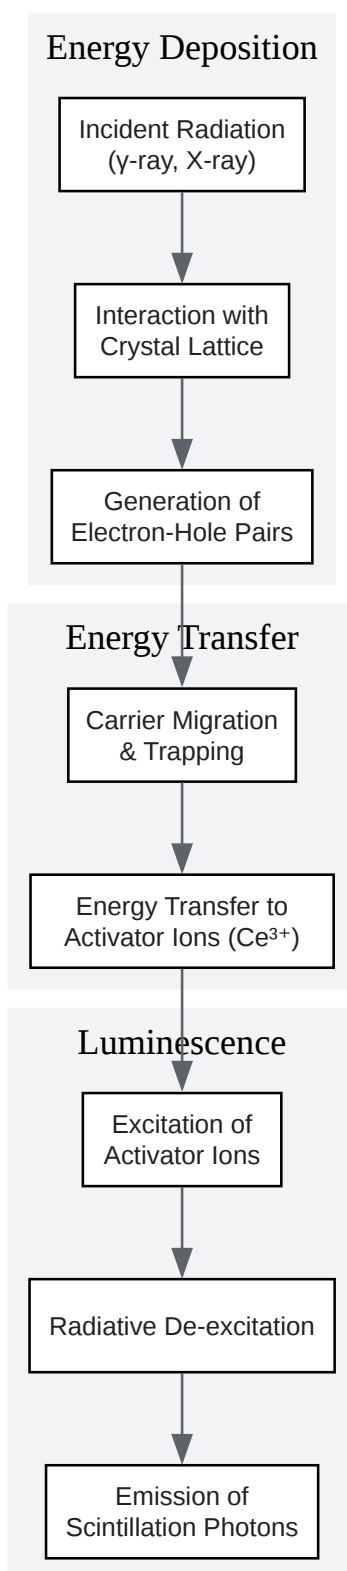 Energy Deposition
Incident Radiation
(γ-ray, X-ray)
Interaction with
Crystal Lattice
Generation of
Electron-Hole Pairs
Energy Transfer
Carrier Migration
& Trapping
Energy Transfer to
Activator Ions (Ce³⁺)
Luminescence
Excitation of
Activator Ions
Radiative De-excitation
Emission of
Scintillation Photons